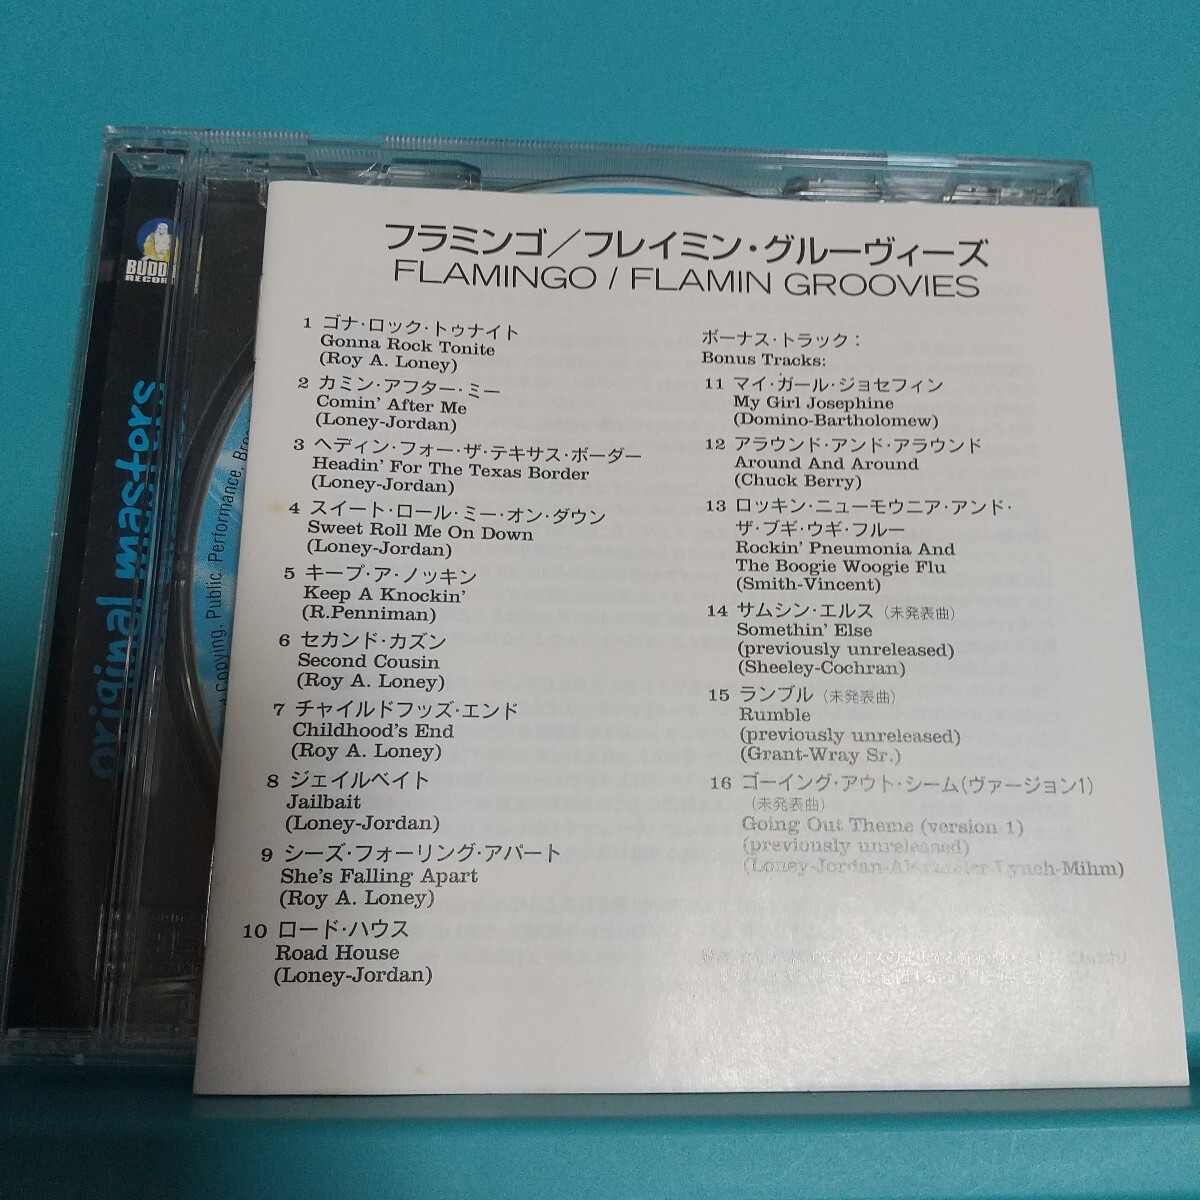 フラミンゴ／フレイミン・グルーヴィーズ
FLAMINGO / FLAMIN GROOVIES
1 ゴナ・ロック・トゥナイト
Gonna Rock Tonite
(Roy A. Loney)
2 カミン・アフター・ミー
Comin' After Me
(Loney-Jordan)
3 ヘディン・フォー・ザ・テキサス・ボーダー
Headin' For The Texas Border
(Loney-Jordan)
4 スイート・ロール・ミー・オン・ダウン
Sweet Roll Me On Down
(Loney-Jordan)
5 キープ・ア・ノッキン
Keep A Knockin'
(R.Penniman)
6 セカンド・カズン
Second Cousin
(Roy A. Loney)
7 チャイルドフッズ・エンド
Childhood's End
(Roy A. Loney)
8 ジェイルベイト
Jailbait
(Loney-Jordan)
9 シーズ・フォーリング・アパート
She's Falling Apart
(Roy A. Loney)
10 ロード・ハウス
Road House
(Loney-Jordan)
ボーナス・トラック：
Bonus Tracks:
11 マイ・ガール・ジョセフィン
My Girl Josephine
(Domino-Bartholomew)
12 アラウンド・アンド・アラウンド
Around And Around
(Chuck Berry)
13 ロッキン・ニューモウニア・アンド・
ザ・ブギ・ウギ・フルー
Rockin' Pneumonia And
The Boogie Woogie Flu
(Smith-Vincent)
14 サムシン・エルス（未発表曲）
Somethin' Else
(previously unreleased)
(Sheeley-Cochran)
15 ランブル（未発表曲）
Rumble
(previously unreleased)
(Grant-Wray Sr.)
16 ゴーイング・アウト・シーム(ヴァージョン1)
（未発表曲）
Going Out Theme (version 1)
(previously unreleased)
(Loney-Jordan-Alexander-Lynch-Mihm)
original masters
Copying, Public Performance,